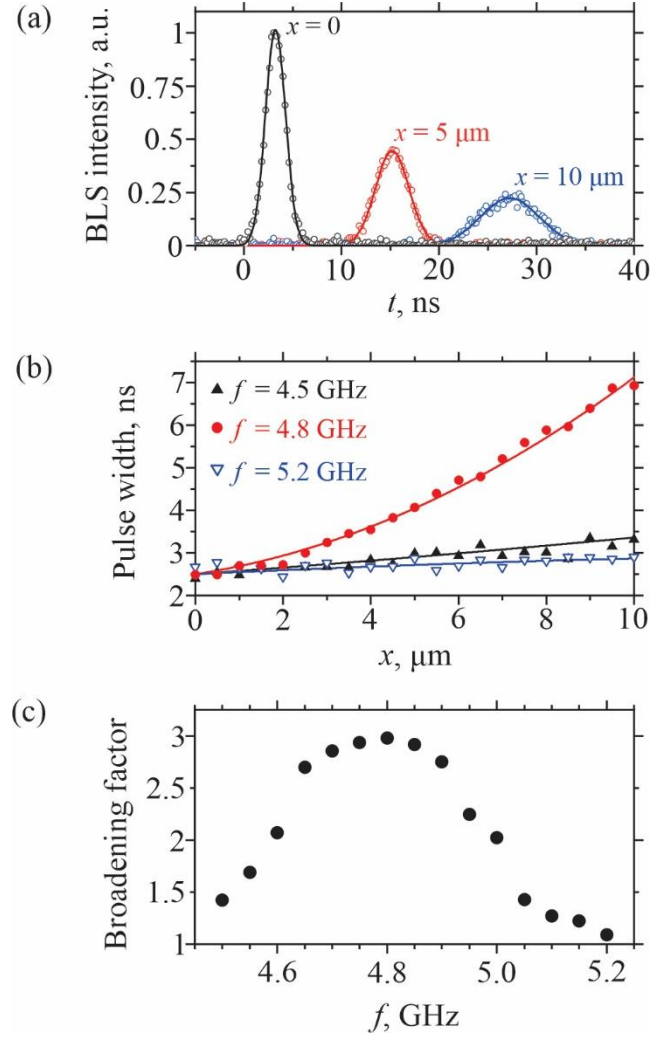 (a)
BLS intensity, a.u.
1
0.75
0.5
0.25
0
x = 0
x = 5 μm
x = 10 μm
0 10 20 30 40
t, ns
(b)
Pulse width, ns
7
6
5
4
3
2
f = 4.5 GHz
f = 4.8 GHz
f = 5.2 GHz
0 2 4 6 8 10
x, μm
(c)
Broadening factor
3
2.5
2
1.5
1
4.6 4.8 5.0 5.2
f, GHz